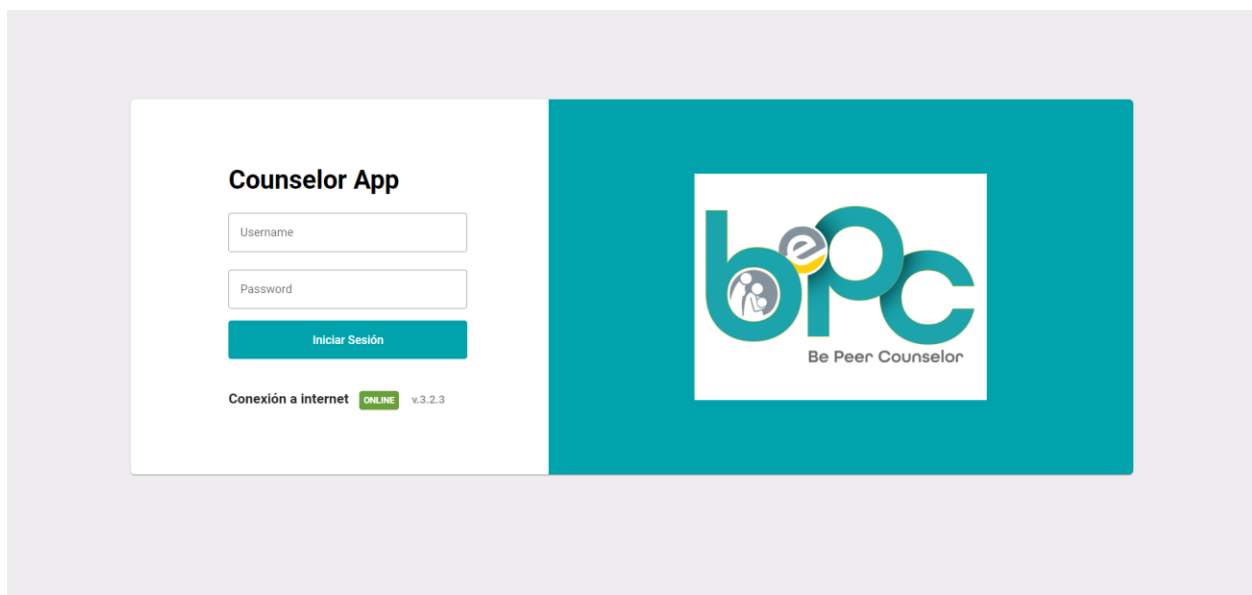 Counselor App
Username
Password
Iniciar Sesión
Conexión a internet ONLINE v.3.2.3
bePc
Be Peer Counselor